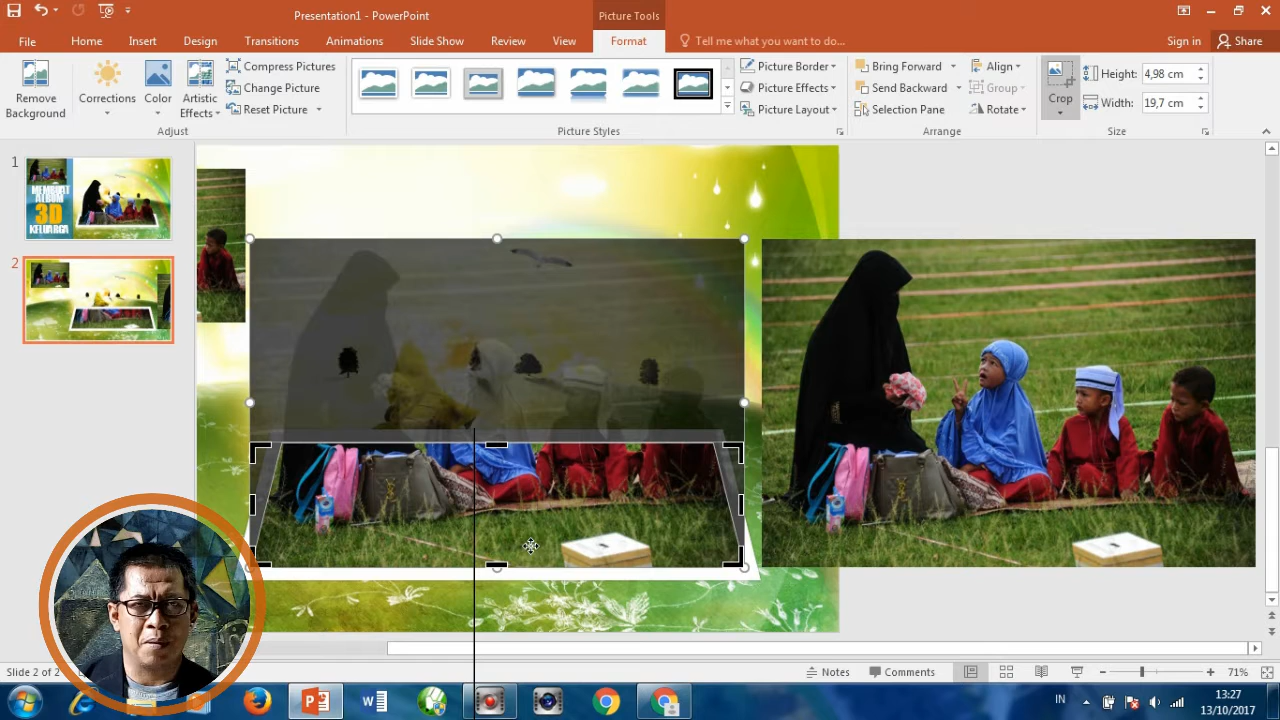 Presentation1 - PowerPoint
Picture Tools
File
Home
Insert
Design
Transitions
Animations
Slide Show
Review
View
Format
Tell me what you want to do...
Sign in
Share
Remove
Background
Corrections
Color
Artistic
Effects
Compress Pictures
Change Picture
Reset Picture
Adjust
Picture Styles
Picture Border
Picture Effects
Picture Layout
Bring Forward
Send Backward
Selection Pane
Align
Group
Rotate
Arrange
Crop
Height: 4,98 cm
Width: 19,7 cm
Size
1
MEMBUAT
ALBUM
3D
KELUARGA
2
Slide 2 of 2
Notes
Comments
71%
IN
13:27
13/10/2017